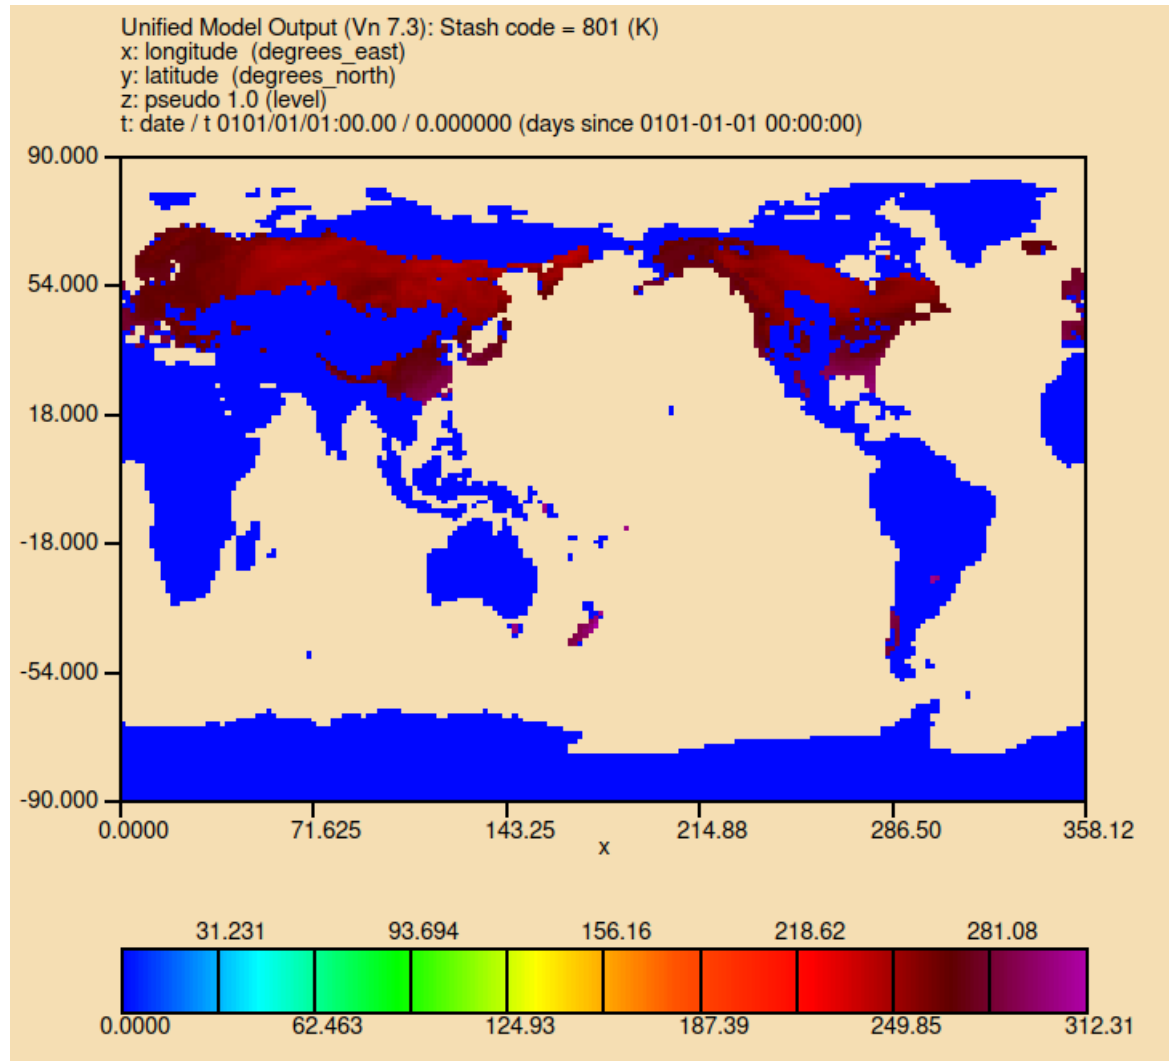 Unified Model Output (Vn 7.3): Stash code = 801 (K)
x: longitude (degrees_east)
y: latitude (degrees_north)
z: pseudo 1.0 (level)
t: date / t 0101/01/01:00.00 / 0.000000 (days since 0101-01-01 00:00:00)
90.000
54.000
18.000
-18.000
-54.000
-90.000
0.0000 71.625 143.25 214.88 286.50 358.12
x
31.231 93.694 156.16 218.62 281.08
0.0000 62.463 124.93 187.39 249.85 312.31